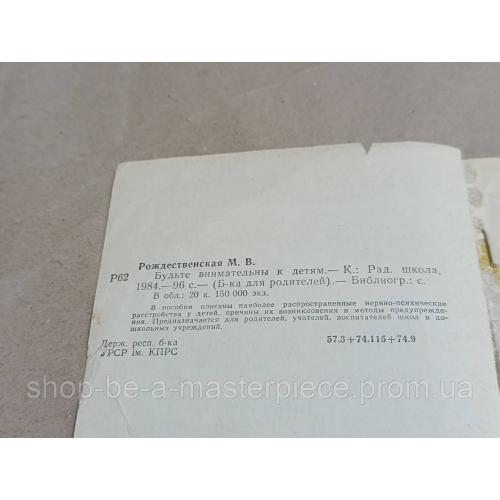 Рождественская М. В.
Р62 Будьте внимательны к детям.— К.: Рад. школа,
1984.—96 с.— (Б-ка для родителей).— Библиогр.: с.
В обл.: 20 к. 150 000 экз.
В пособии описаны наиболее распространенные нервно-психические
расстройства у детей, причины их возникновения и методы предупрежде-
ния. Предназначается для родителей, учителей, воспитателей школ и до-
школьных учреждений.
Держ. респ. б-ка 57.3+74.115+74.9
УРСР ім. КПРС
shop-be-a-masterpiece.prom.ua